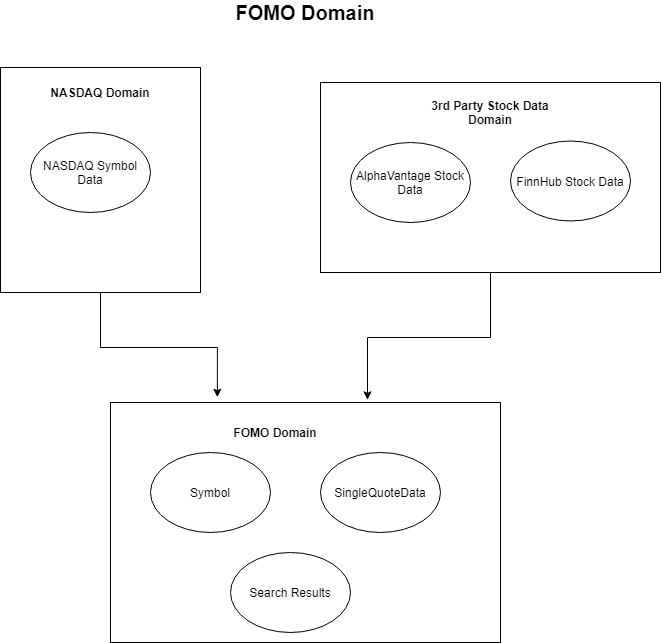 FOMO Domain
NASDAQ Domain
NASDAQ Symbol
Data
3rd Party Stock Data
Domain
AlphaVantage Stock
Data
FinnHub Stock Data
FOMO Domain
Symbol
SingleQuoteData
Search Results